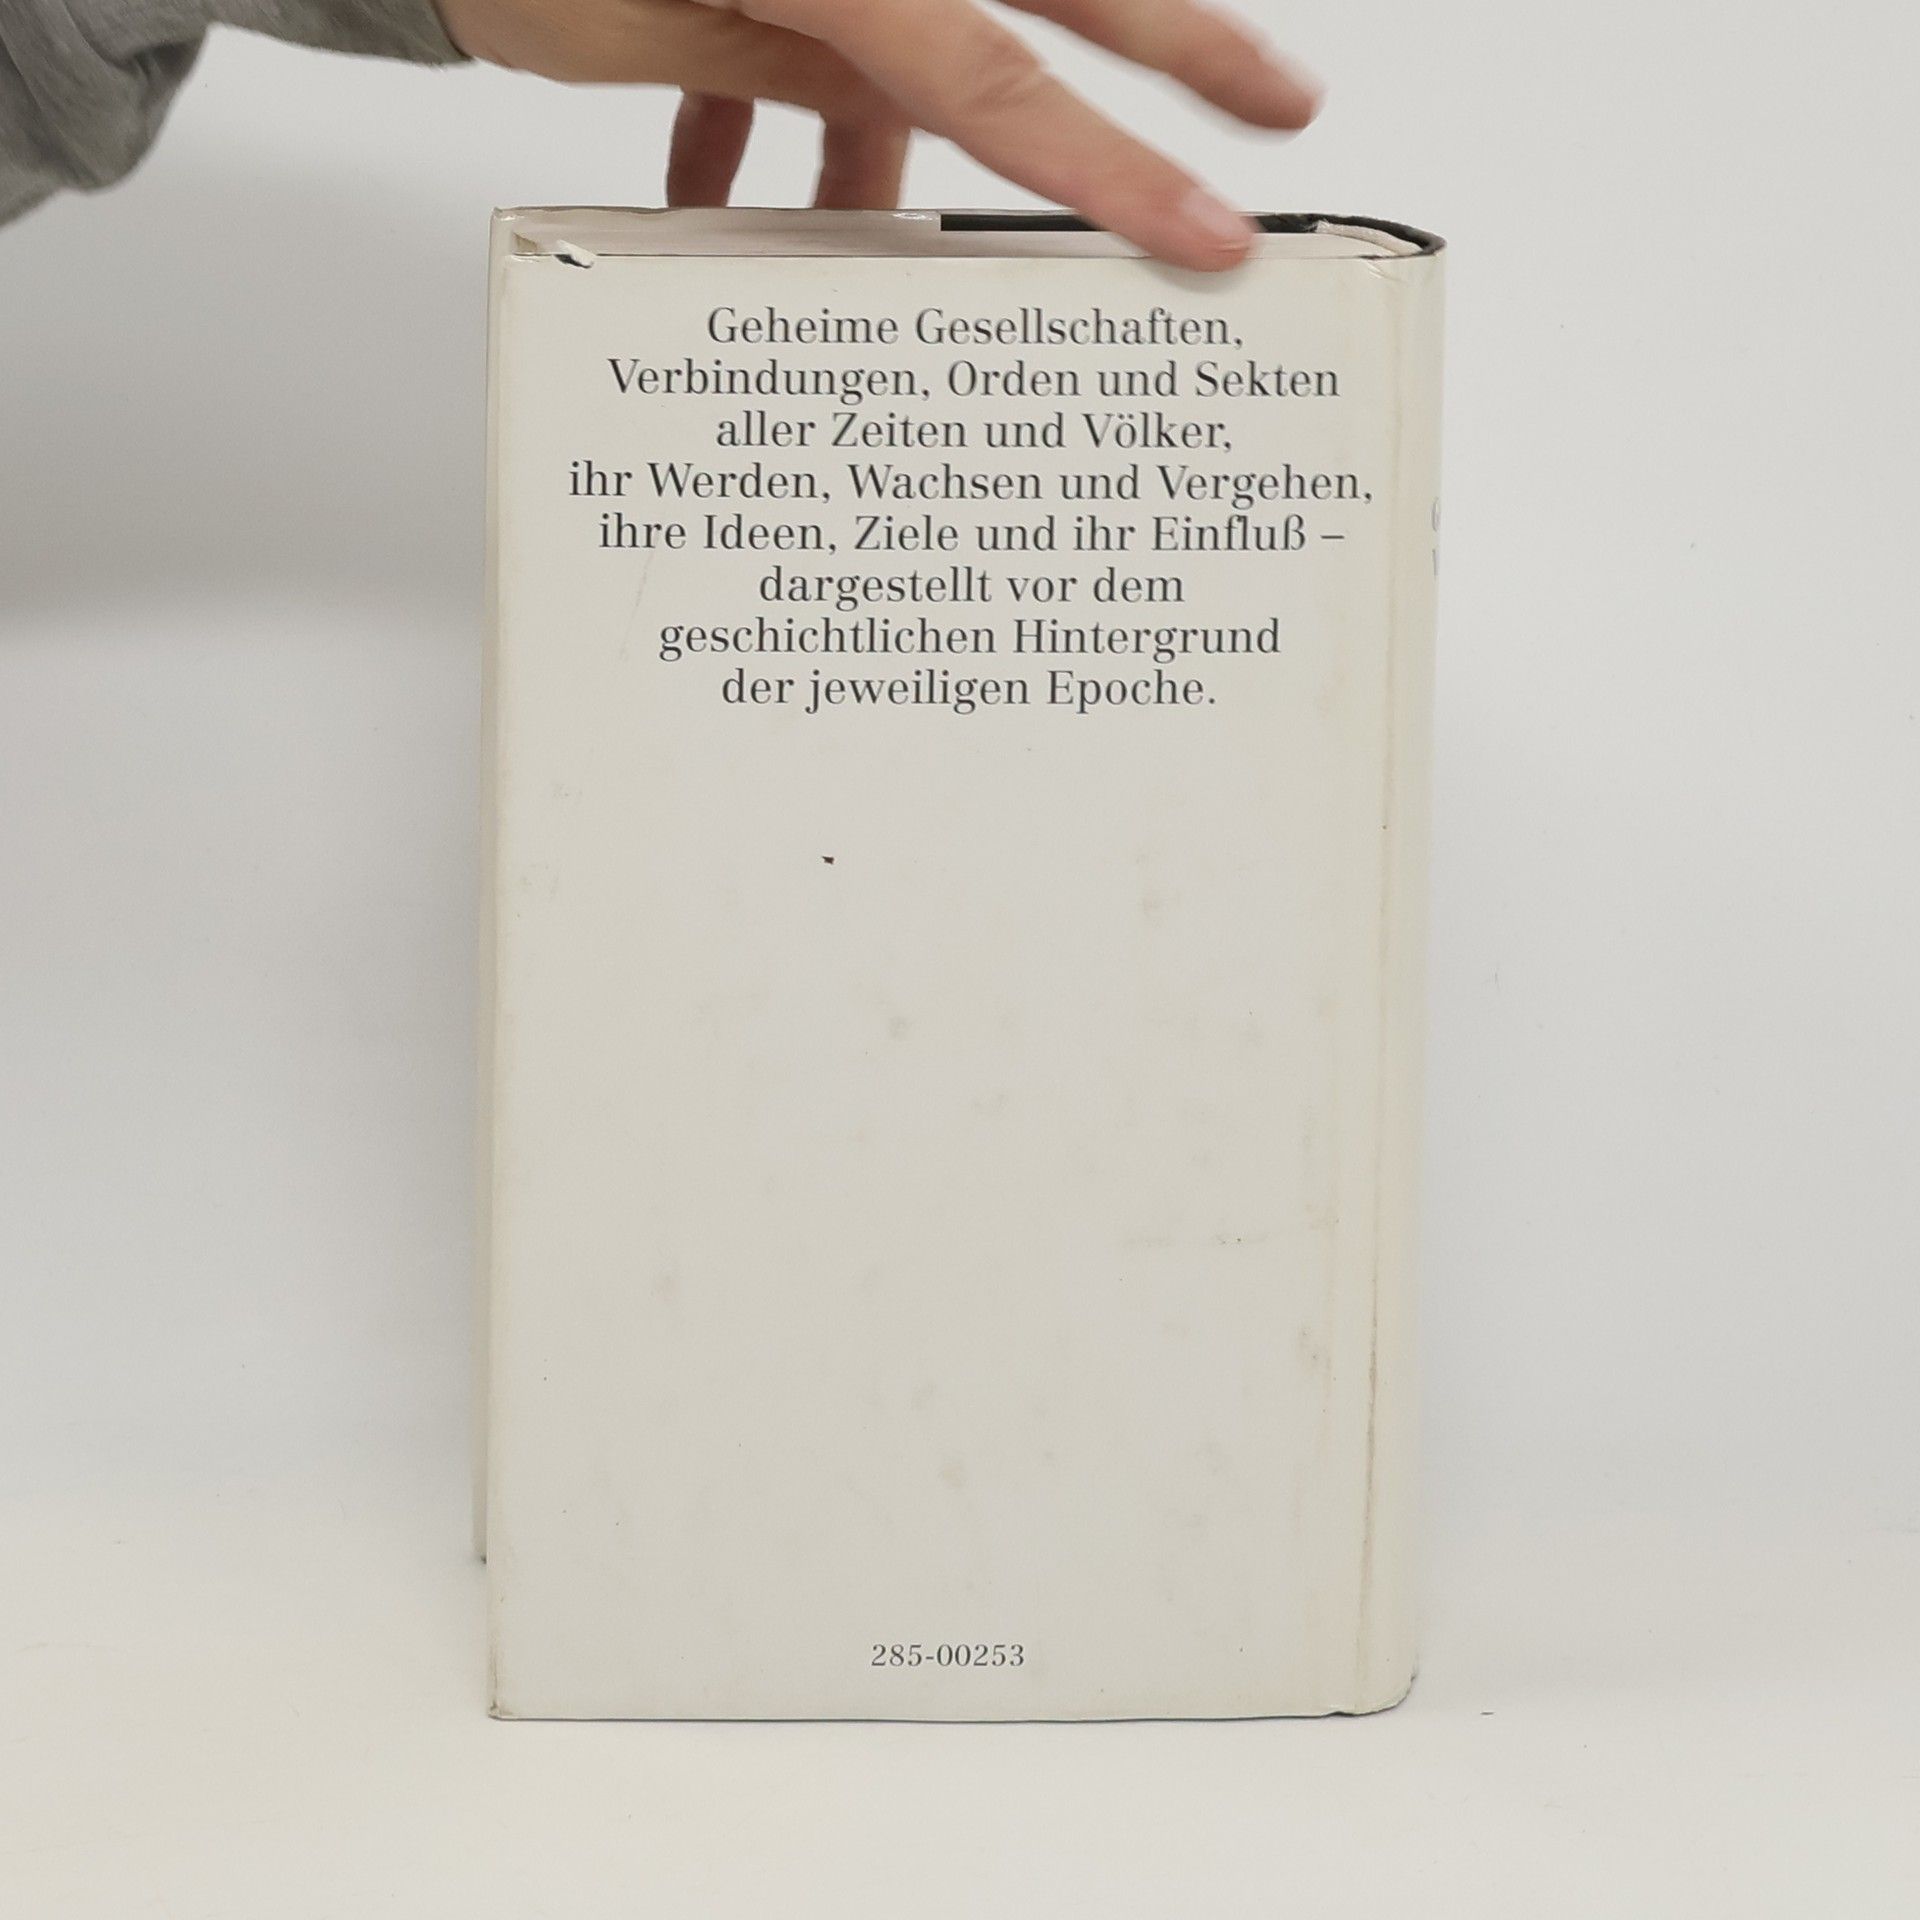 Geheime Gesellschaften,
Verbindungen, Orden und Sekten
aller Zeiten und Völker,
ihr Werden, Wachsen und Vergehen,
ihre Ideen, Ziele und ihr Einfluß –
dargestellt vor dem
geschichtlichen Hintergrund
der jeweiligen Epoche.
285-00253